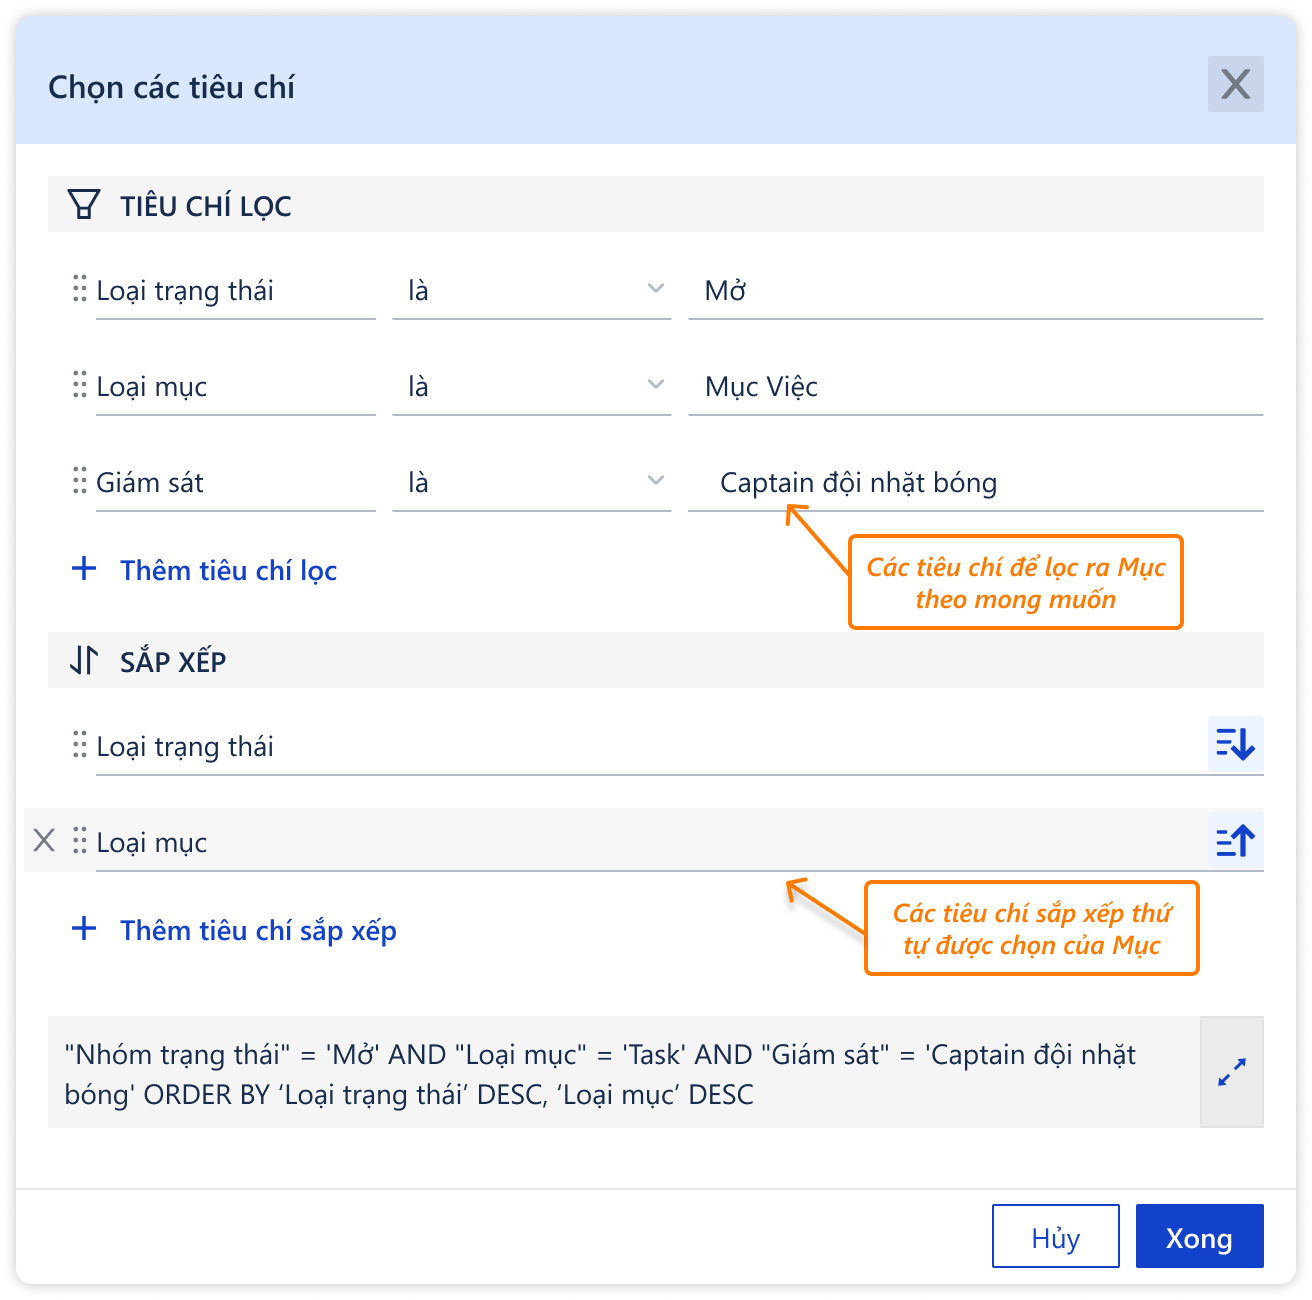 Chọn các tiêu chí
TIÊU CHÍ LỌC
Loại trạng thái là Mở
Loại mục là Mục Việc
Giám sát là Captain đội nhặt bóng
Thêm tiêu chí lọc
Các tiêu chí để lọc ra Mục
theo mong muốn
SẮP XẾP
Loại trạng thái
Loại mục
Thêm tiêu chí sắp xếp
Các tiêu chí sắp xếp thứ
tự được chọn của Mục
"Nhóm trạng thái" = 'Mở' AND "Loại mục" = 'Task' AND "Giám sát" = 'Captain đội nhặt
bóng' ORDER BY ‘Loại trạng thái’ DESC, ‘Loại mục’ DESC
Hủy Xong